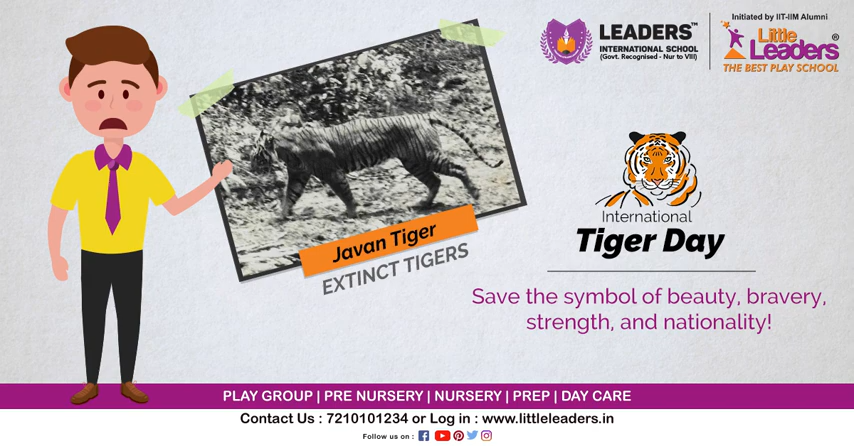 LEADERS™
INTERNATIONAL SCHOOL
(Govt. Recognised - Nur to VIII)
Initiated by IIT-IIM Alumni
Little
Leaders®
THE BEST PLAY SCHOOL
Javan Tiger
EXTINCT TIGERS
International
Tiger Day
Save the symbol of beauty, bravery,
strength, and nationality!
PLAY GROUP | PRE NURSERY | NURSERY | PREP | DAY CARE
Contact Us : 7210101234 or Log in : www.littleleaders.in
Follow us on :